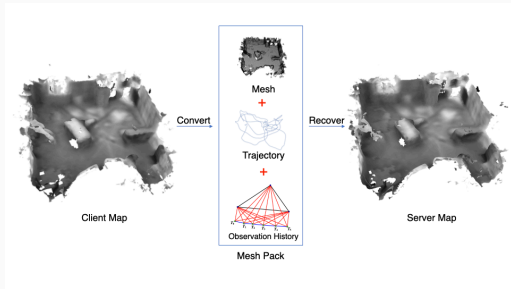 Mesh
+
Convert
Recover
Trajectory
+
Client Map
Server Map
Observation History
Mesh Pack